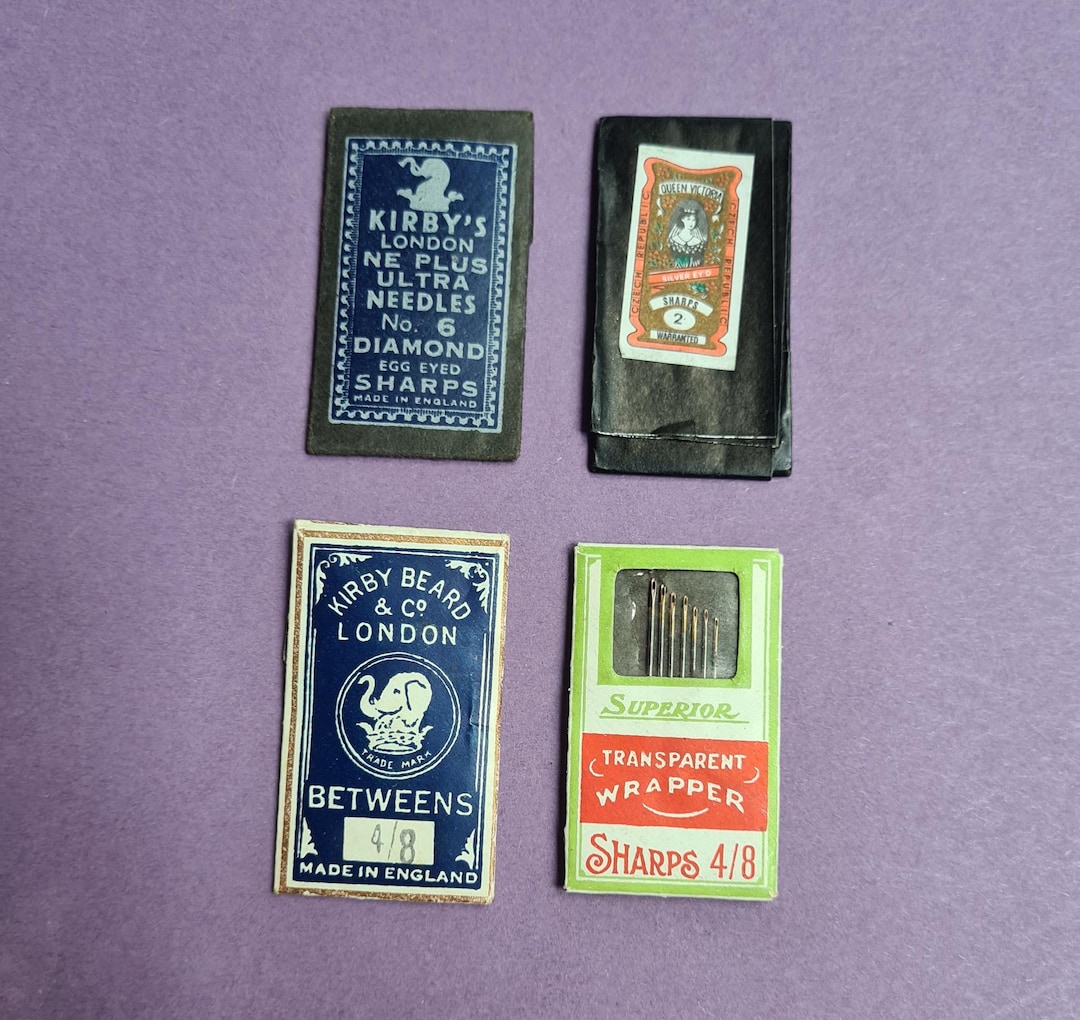 KIRBY'S
LONDON
NE PLUS
ULTRA
NEEDLES
No. 6
DIAMOND
EGG EYED
SHARPS
MADE IN ENGLAND
QUEEN VICTORIA
CZECH REPUBLIC
CZECH REPUBLIC
SILVER EY'D
SHARPS
2
WARRANTED
KIRBY BEARD
& Co
LONDON
TRADE MARK
BETWEENS
4/8
MADE IN ENGLAND
SUPERIOR
TRANSPARENT
WRAPPER
SHARPS 4/8